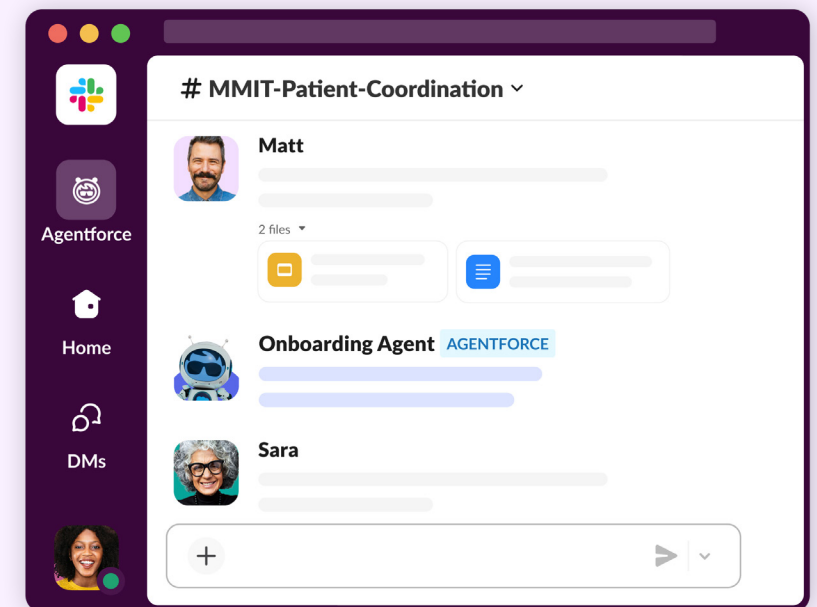 # MMIT-Patient-Coordination
Matt
2 files
Agentforce
Onboarding Agent AGENTFORCE
Home
Sara
DMs